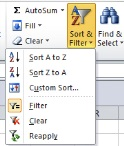 Σ AutoSum
Fill
Clear
Sort &
Filter
Find &
Select
Sort A to Z
Sort Z to A
Custom Sort...
Filter
Clear
Reapply
R